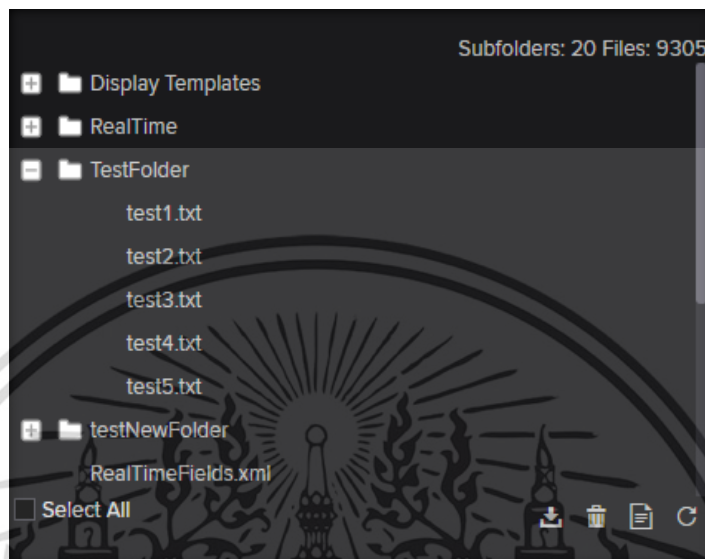 Subfolders: 20 Files: 9305
Display Templates
RealTime
TestFolder
test1.txt
test2.txt
test3.txt
test4.txt
test5.txt
testNewFolder
RealTimeFields.xml
Select All